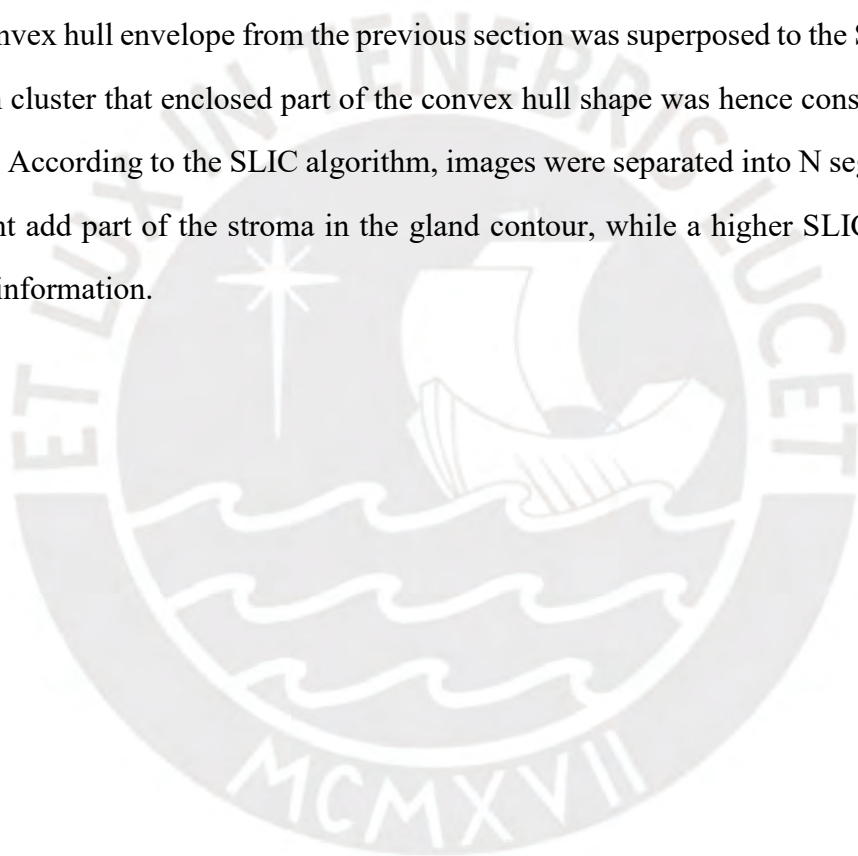 nvex hull envelope from the previous section was superposed to the
cluster that enclosed part of the convex hull shape was hence cons
According to the SLIC algorithm, images were separated into N se
nt add part of the stroma in the gland contour, while a higher SLIC
information.
ET LUX IN TENEBRIS LUCET
MCMXVII